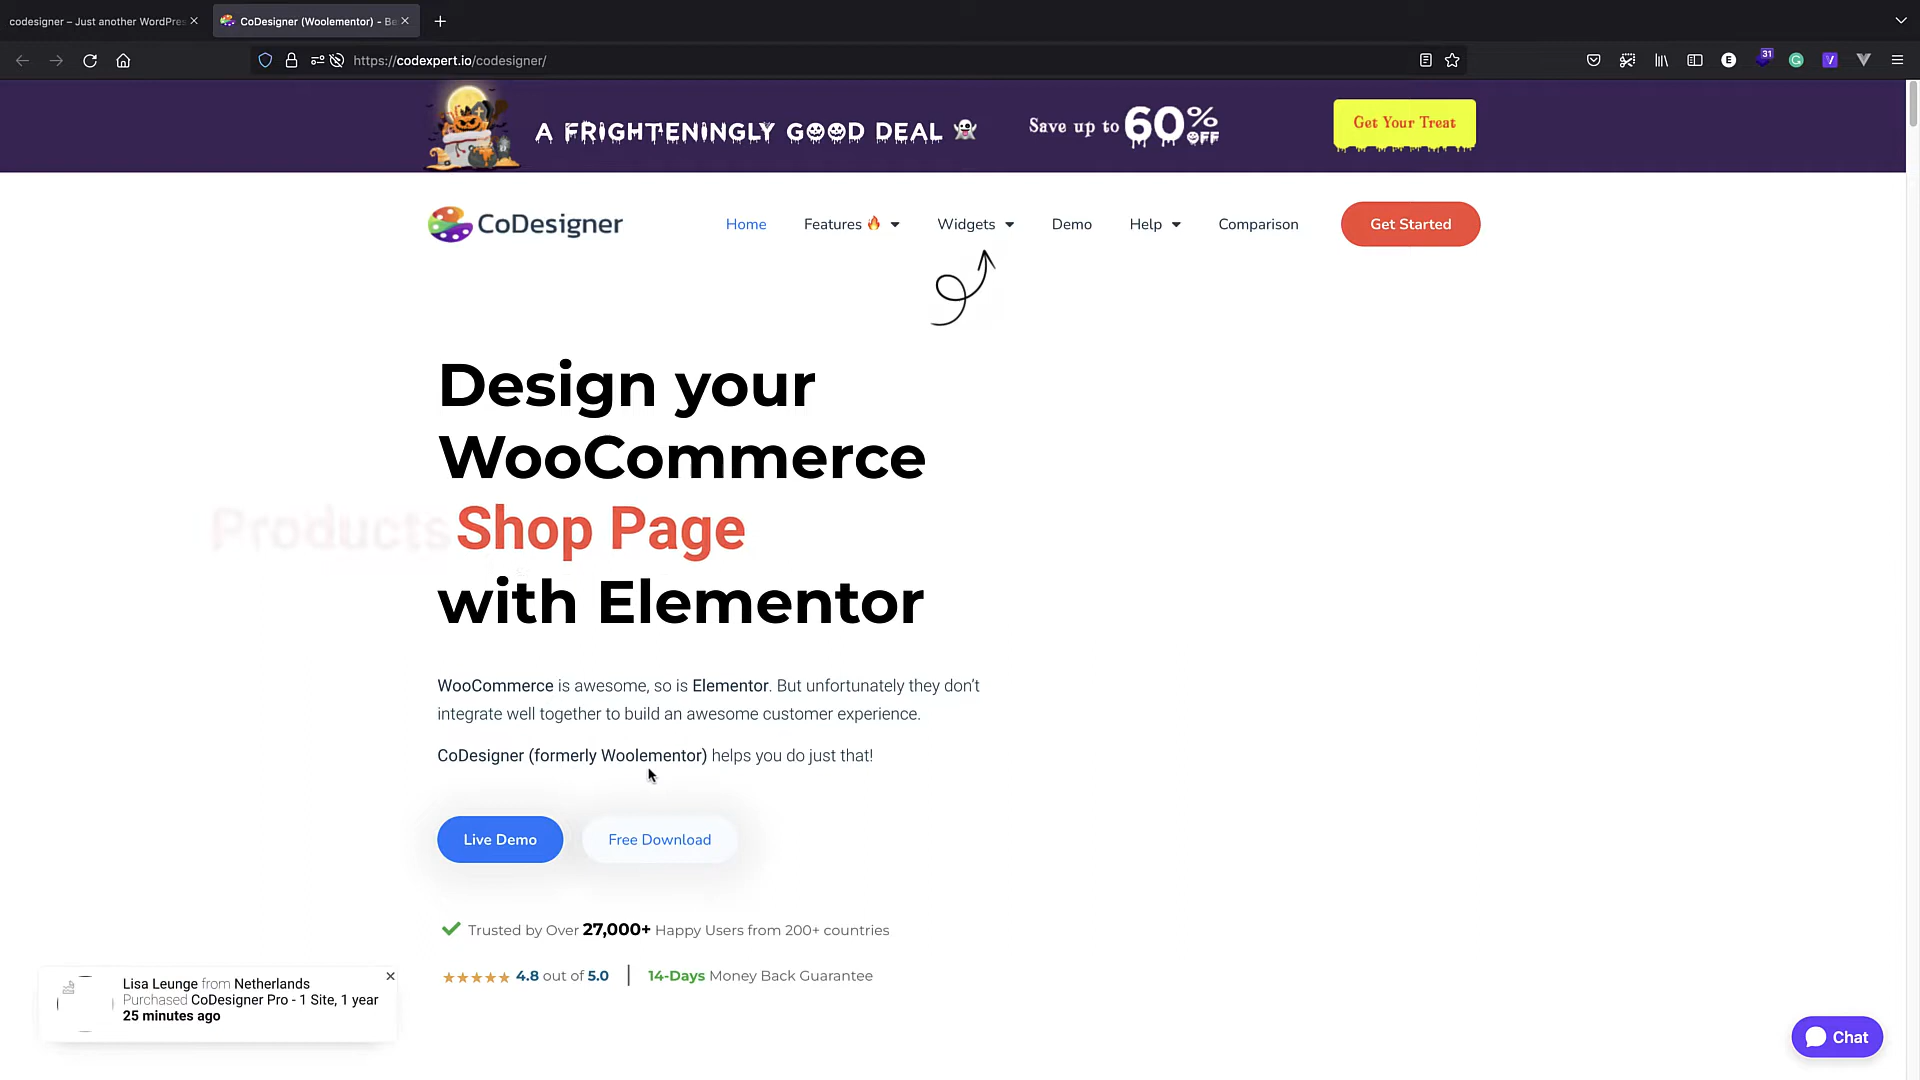 codesigner – Just another WordPres
CoDesigner (Woolementor) - Be
https://codexpert.io/codesigner/
31
A FRIGHTENINGLY GOOD DEAL
Save up to 60% OFF
Get Your Treat
CoDesigner
Home
Features
Widgets
Demo
Help
Comparison
Get Started
Design your
WooCommerce
Products Shop Page
with Elementor
WooCommerce is awesome, so is Elementor. But unfortunately they don't
integrate well together to build an awesome customer experience.
CoDesigner (formerly Woolementor) helps you do just that!
Live Demo
Free Download
Trusted by Over 27,000+ Happy Users from 200+ countries
4.8 out of 5.0
14-Days Money Back Guarantee
Lisa Leunge from Netherlands
Purchased CoDesigner Pro - 1 Site, 1 year
25 minutes ago
Chat